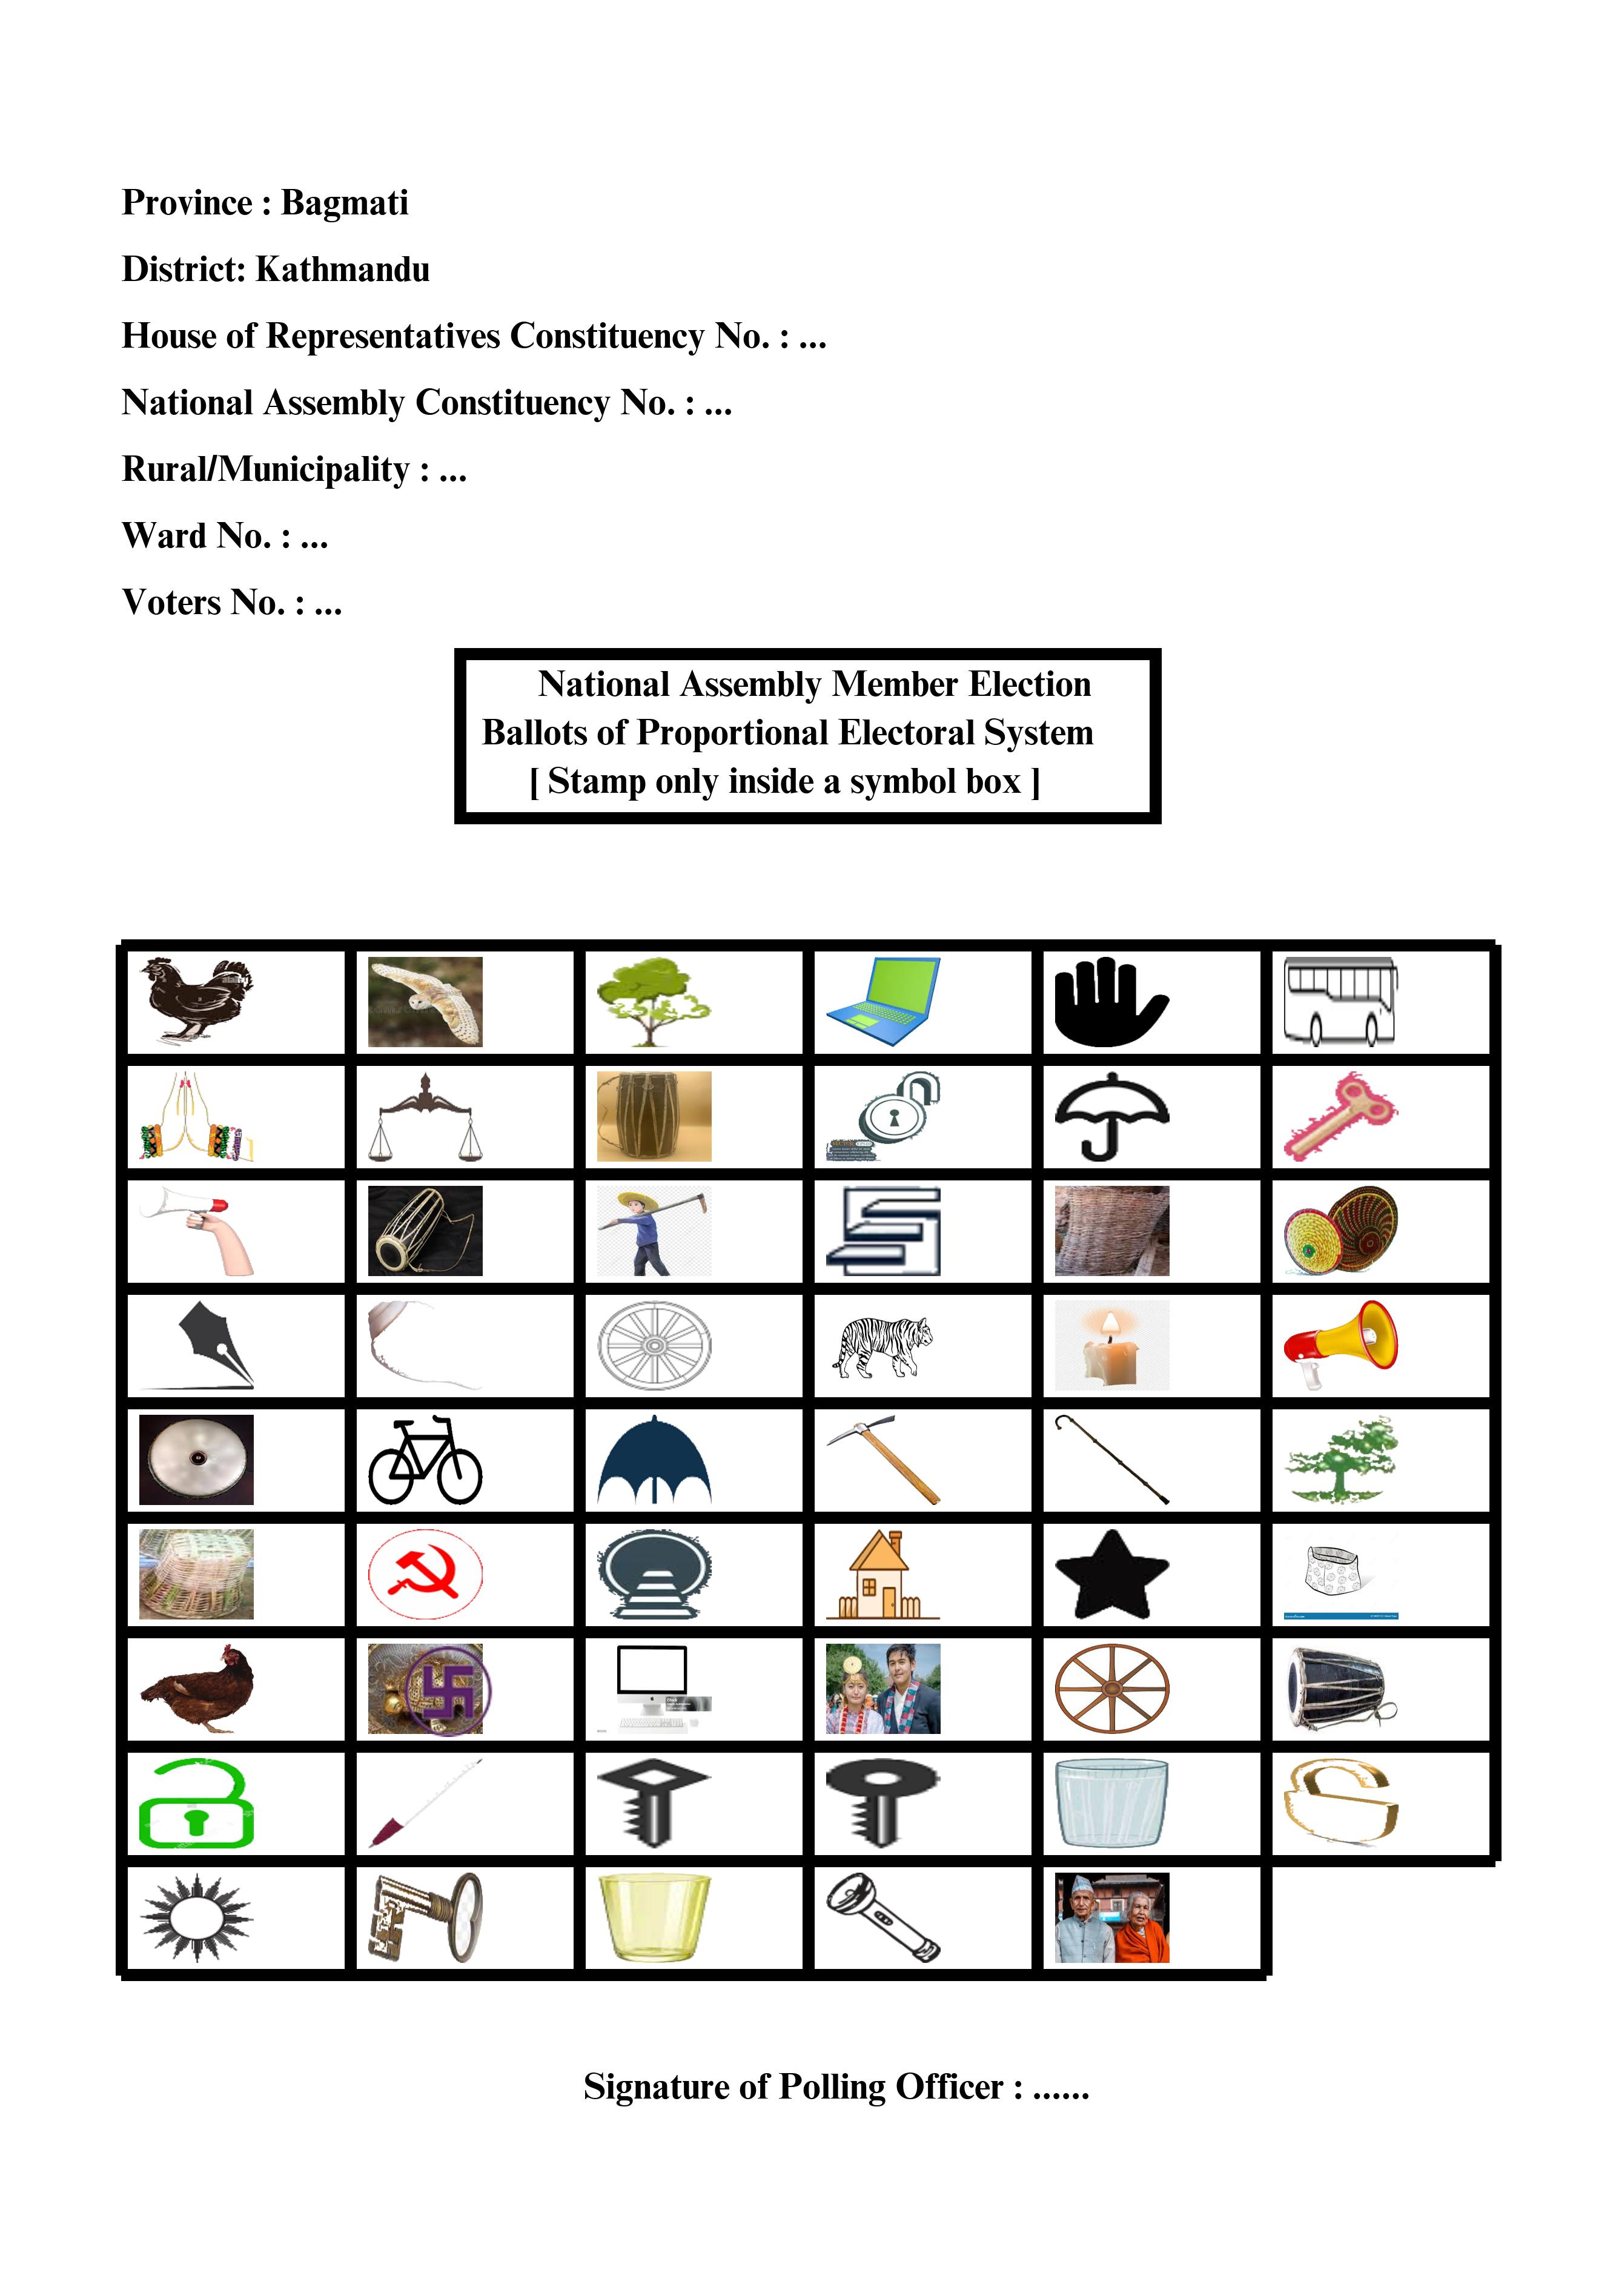 Province : Bagmati
District: Kathmandu
House of Representatives Constituency No. : ...
National Assembly Constituency No. : ...
Rural/Municipality : ...
Ward No. : ...
Voters No. : ...
National Assembly Member Election
Ballots of Proportional Electoral System
[ Stamp only inside a symbol box ]
Signature of Polling Officer : ......